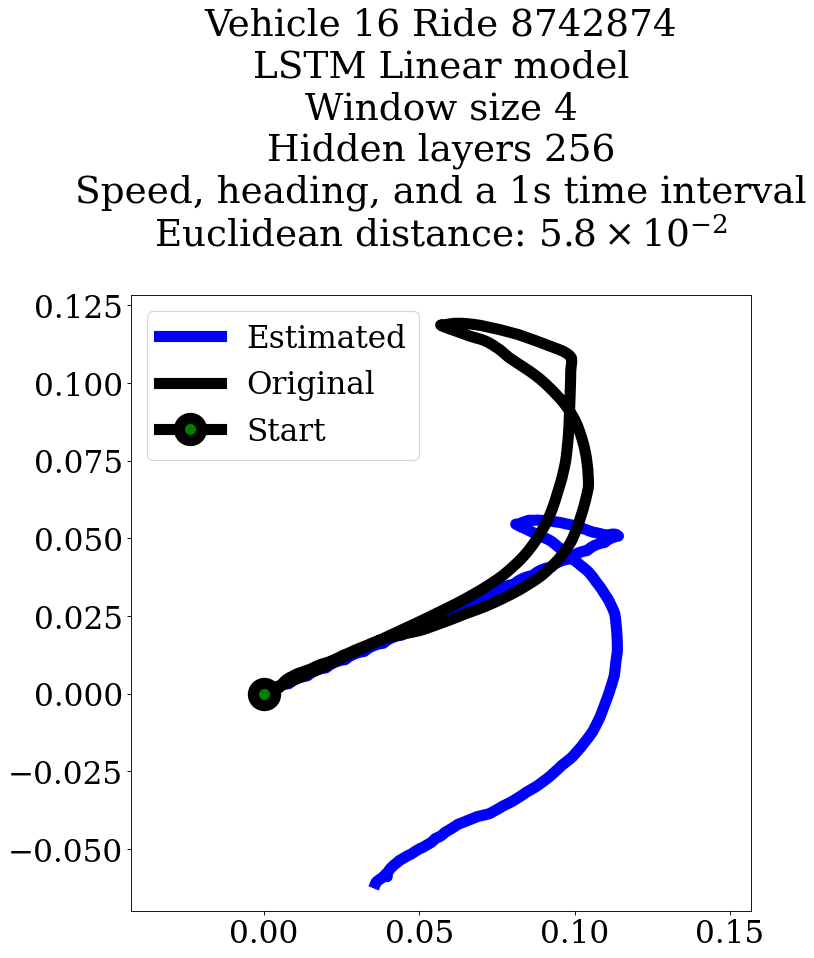 Vehicle 16 Ride 8742874
LSTM Linear model
Window size 4
Hidden layers 256
Speed, heading, and a 1s time interval
Euclidean distance: 5.8 × 10⁻²
0.125
0.100
0.075
0.050
0.025
0.000
−0.025
−0.050
Estimated
Original
Start
0.00 0.05 0.10 0.15